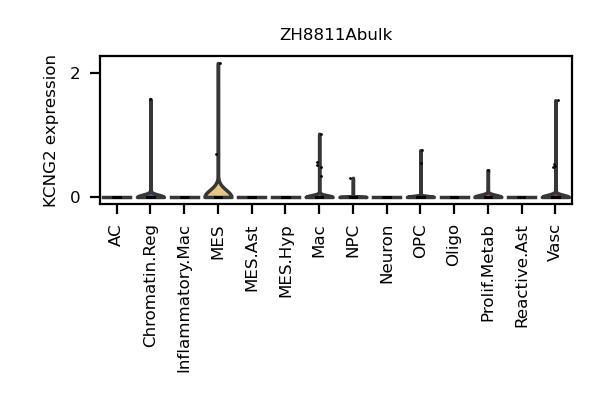 ZH8811Abulk
KCNG2 expression
2
0
AC
Chromatin.Reg
Inflammatory.Mac
MES
MES.Ast
MES.Hyp
Mac
NPC
Neuron
OPC
Oligo
Prolif.Metab
Reactive.Ast
Vasc